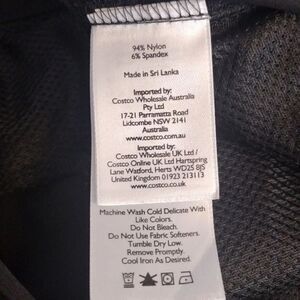 94% Nylon
6% Spandex
Made in Sri Lanka
Imported by:
Costco Wholesale Australia
Pty Ltd
17-21 Parramatta Road
Lidcombe NSW 2141
Australia
www.costco.com.au
Imported by:
Costco Wholesale UK Ltd /
Costco Online UK Ltd Hartspring
Lane Watford, Herts WD25 8JS
United Kingdom 01923 213113
www.costco.co.uk
Machine Wash Cold Delicate With
Like Colors.
Do Not Bleach.
Do Not Use Fabric Softeners.
Tumble Dry Low.
Remove Promptly.
Cool Iron As Desired.